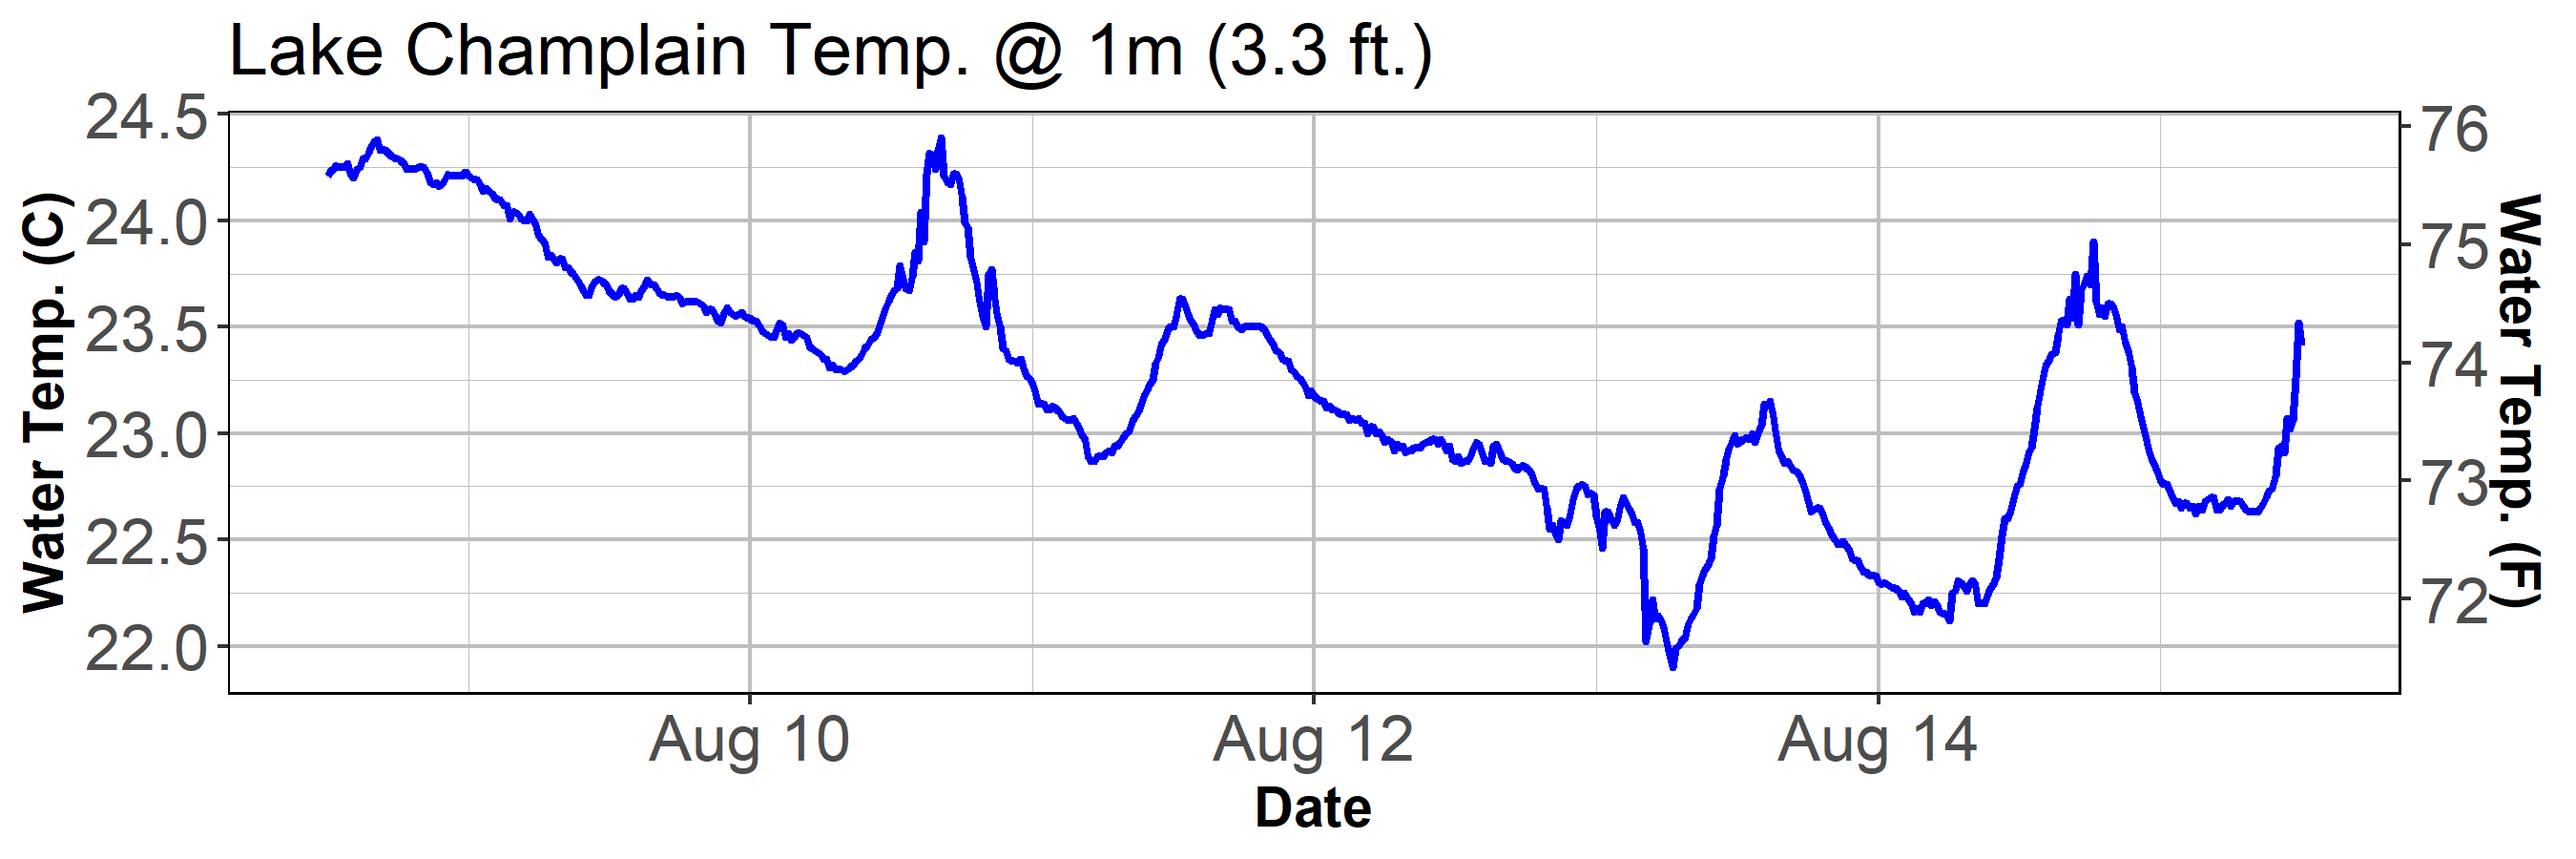 Lake Champlain Temp. @ 1m (3.3 ft.)
Water Temp. (C)
24.5
24.0
23.5
23.0
22.5
22.0
76
75
74
73
72
Water Temp. (F)
Aug 10 Aug 12 Aug 14
Date